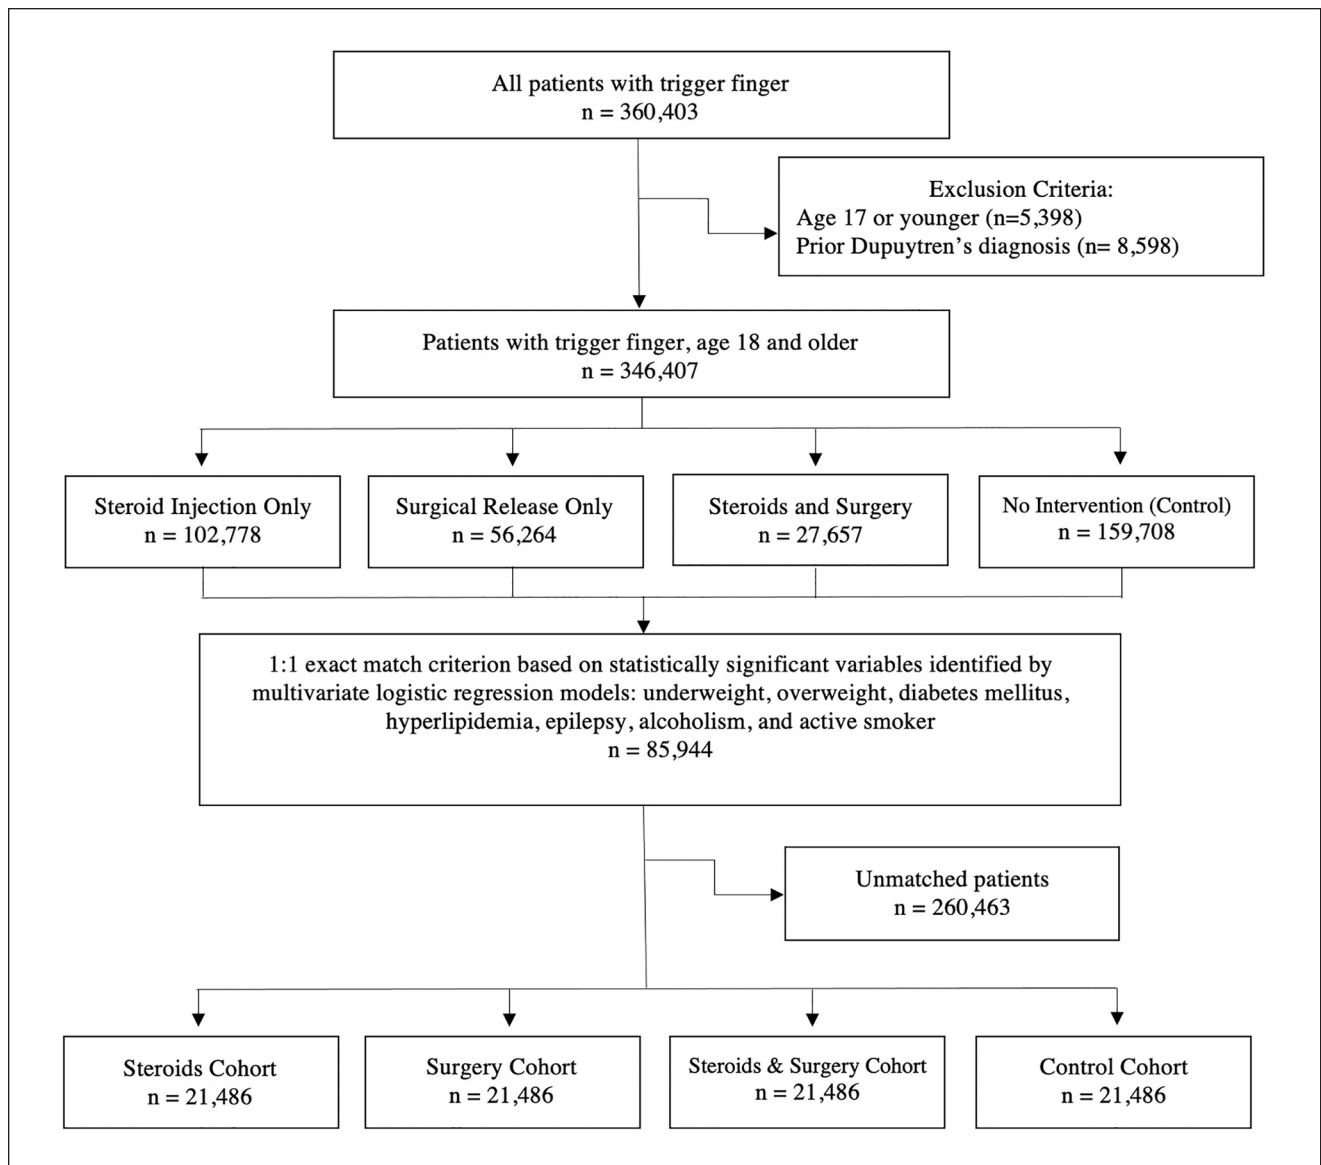 All patients with trigger finger
n = 360,403
Exclusion Criteria:
Age 17 or younger (n=5,398)
Prior Dupuytren’s diagnosis (n= 8,598)
Patients with trigger finger, age 18 and older
n = 346,407
Steroid Injection Only
n = 102,778
Surgical Release Only
n = 56,264
Steroids and Surgery
n = 27,657
No Intervention (Control)
n = 159,708
1:1 exact match criterion based on statistically significant variables identified by
multivariate logistic regression models: underweight, overweight, diabetes mellitus,
hyperlipidemia, epilepsy, alcoholism, and active smoker
n = 85,944
Unmatched patients
n = 260,463
Steroids Cohort
n = 21,486
Surgery Cohort
n = 21,486
Steroids & Surgery Cohort
n = 21,486
Control Cohort
n = 21,486